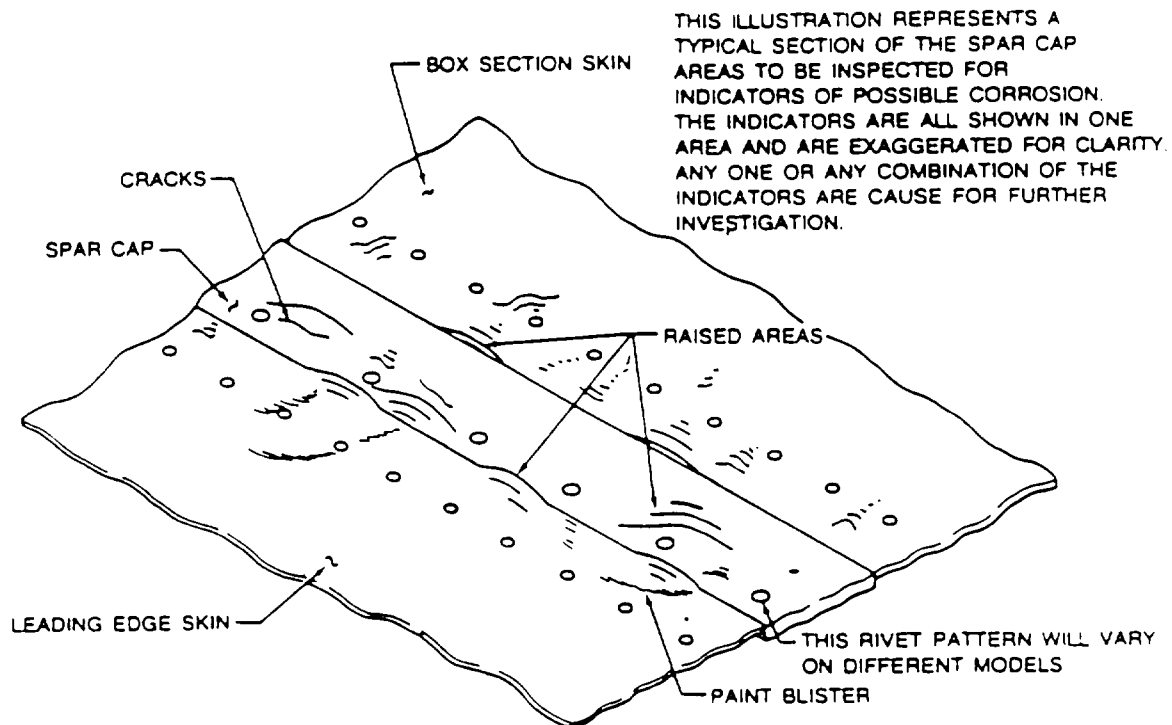 THIS ILLUSTRATION REPRESENTS A
TYPICAL SECTION OF THE SPAR CAP
AREAS TO BE INSPECTED FOR
INDICATORS OF POSSIBLE CORROSION.
THE INDICATORS ARE ALL SHOWN IN ONE
AREA AND ARE EXAGGERATED FOR CLARITY.
ANY ONE OR ANY COMBINATION OF THE
INDICATORS ARE CAUSE FOR FURTHER
INVESTIGATION.
BOX SECTION SKIN
CRACKS
SPAR CAP
RAISED AREAS
LEADING EDGE SKIN
THIS RIVET PATTERN WILL VARY
ON DIFFERENT MODELS
PAINT BLISTER